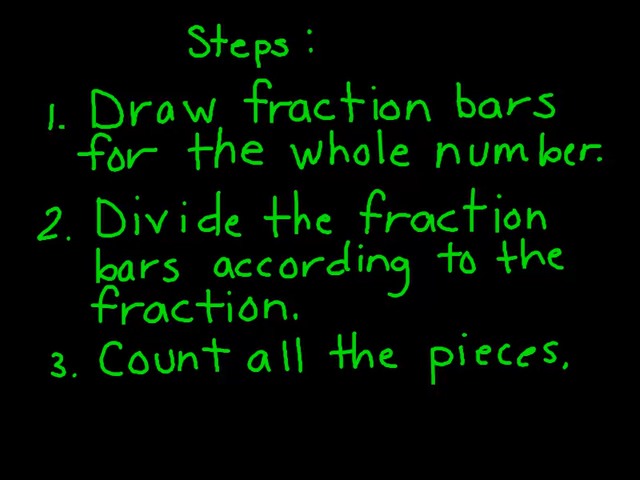 Steps:
1. Draw fraction bars
for the whole number.
2. Divide the fraction
bars according to the
fraction.
3. Count all the pieces.